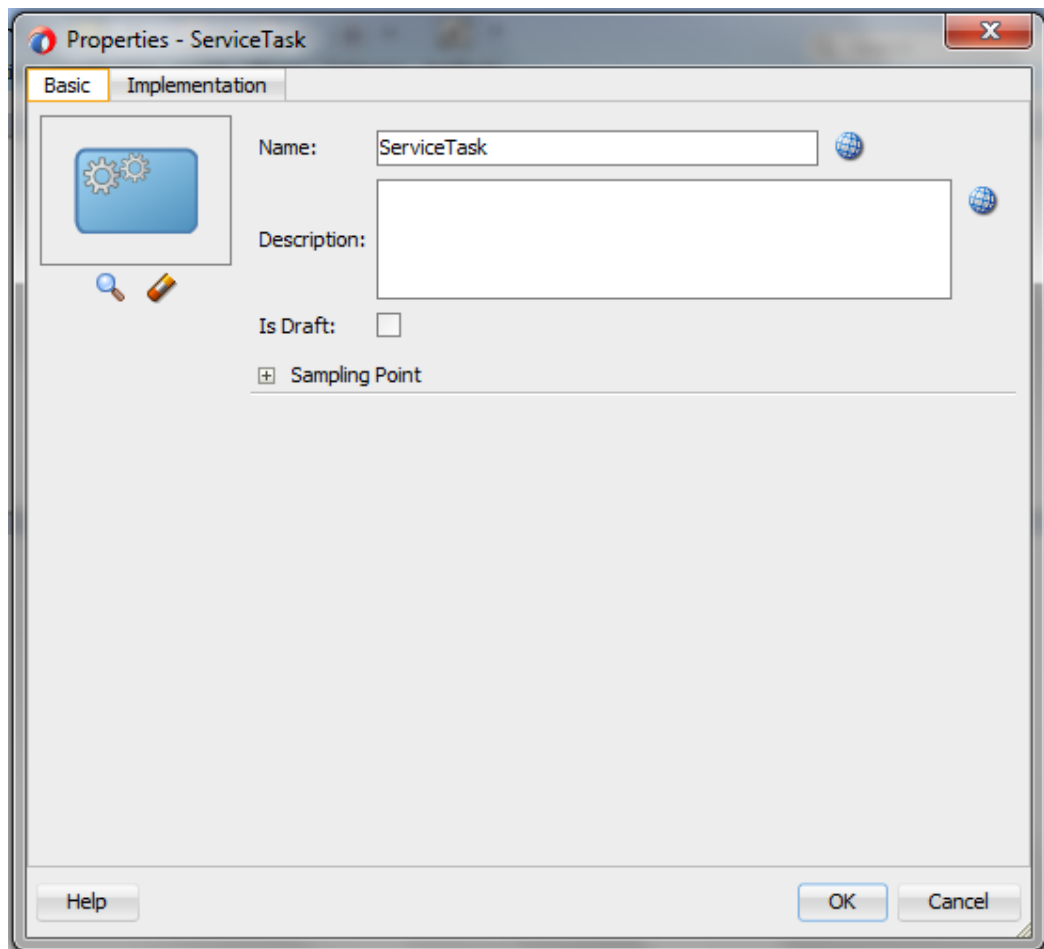 Properties - ServiceTask
Basic Implementation
Name: ServiceTask
Description:
Is Draft:
Sampling Point
Help OK Cancel